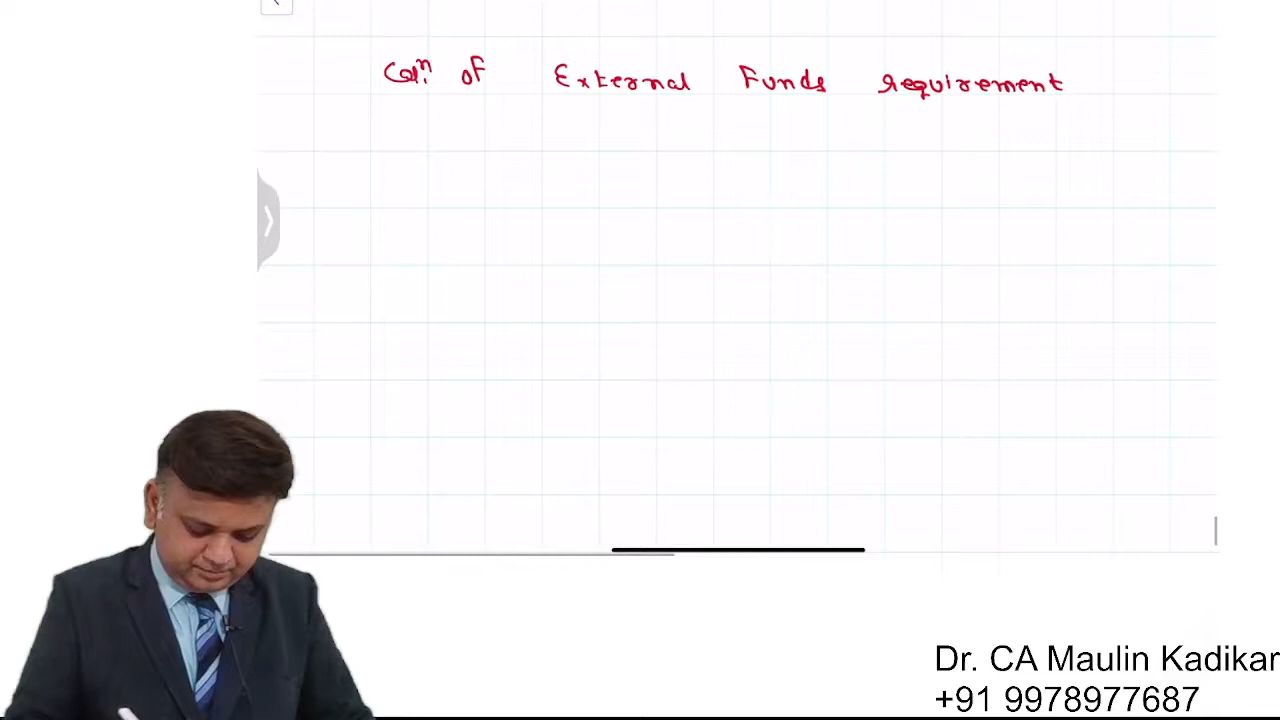 Calⁿ. of External Funds requirement
Dr. CA Maulin Kadikar
+91 9978977687